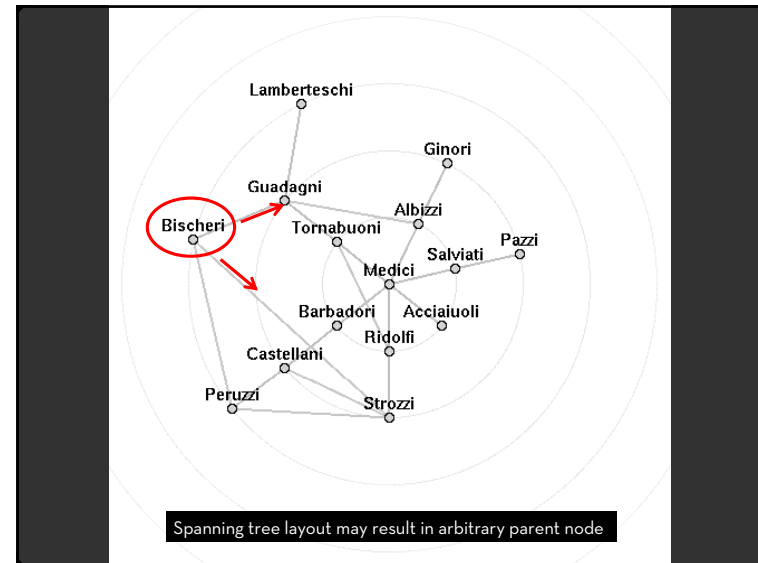 Lamberteschi
Ginori
Guadagni
Albizzi
Bischeri
Tornabuoni
Pazzi
Salviati
Medici
Barbadori
Acciaiuoli
Ridolfi
Castellani
Peruzzi
Strozzi
Spanning tree layout may result in arbitrary parent node